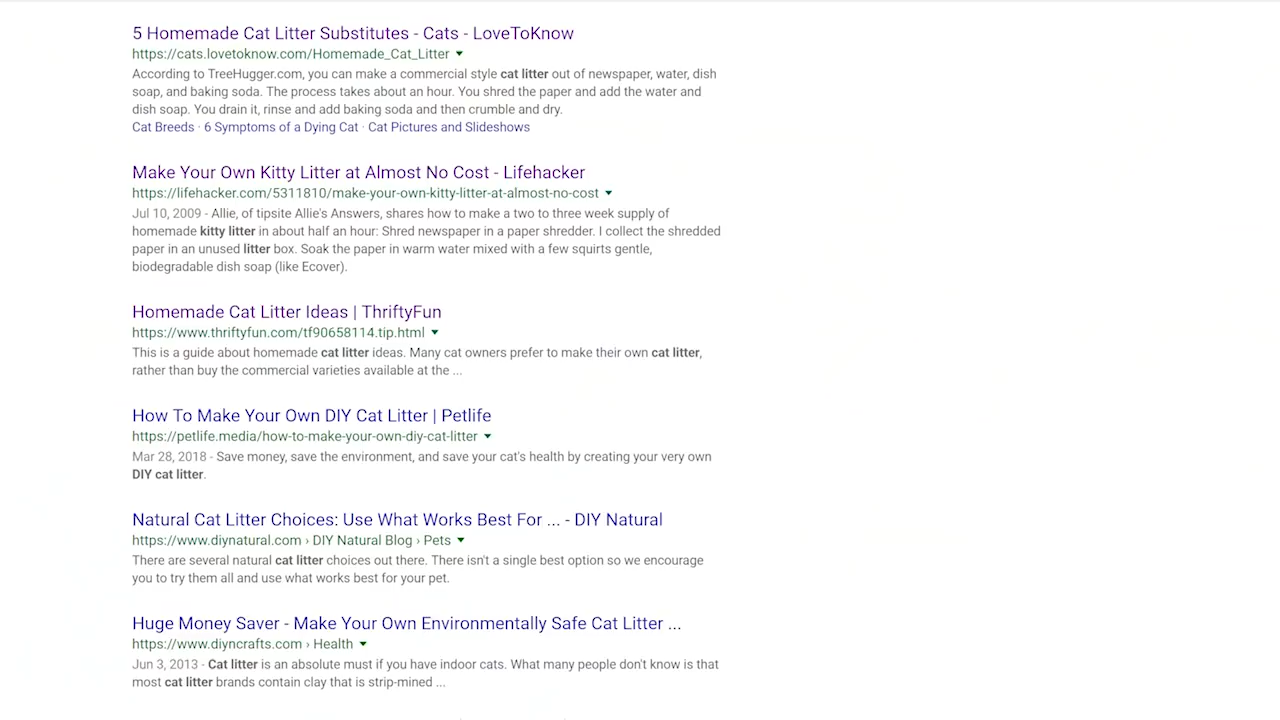 5 Homemade Cat Litter Substitutes - Cats - LoveToKnow
https://cats.lovetoknow.com/Homemade_Cat_Litter
According to TreeHugger.com, you can make a commercial style cat litter out of newspaper, water, dish
soap, and baking soda. The process takes about an hour. You shred the paper and add the water and
dish soap. You drain it, rinse and add baking soda and then crumble and dry.
Cat Breeds · 6 Symptoms of a Dying Cat · Cat Pictures and Slideshows
Make Your Own Kitty Litter at Almost No Cost - Lifehacker
https://lifehacker.com/5311810/make-your-own-kitty-litter-at-almost-no-cost
Jul 10, 2009 - Allie, of tipsite Allie's Answers, shares how to make a two to three week supply of
homemade kitty litter in about half an hour: Shred newspaper in a paper shredder. I collect the shredded
paper in an unused litter box. Soak the paper in warm water mixed with a few squirts gentle,
biodegradable dish soap (like Ecover).
Homemade Cat Litter Ideas | ThriftyFun
https://www.thriftyfun.com/tf90658114.tip.html
This is a guide about homemade cat litter ideas. Many cat owners prefer to make their own cat litter,
rather than buy the commercial varieties available at the ...
How To Make Your Own DIY Cat Litter | Petlife
https://petlife.media/how-to-make-your-own-diy-cat-litter
Mar 28, 2018 - Save money, save the environment, and save your cat's health by creating your very own
DIY cat litter.
Natural Cat Litter Choices: Use What Works Best For ... - DIY Natural
https://www.diynatural.com › DIY Natural Blog › Pets
There are several natural cat litter choices out there. There isn't a single best option so we encourage
you to try them all and use what works best for your pet.
Huge Money Saver - Make Your Own Environmentally Safe Cat Litter ...
https://www.diyncrafts.com › Health
Jun 3, 2013 - Cat litter is an absolute must if you have indoor cats. What many people don't know is that
most cat litter brands contain clay that is strip-mined ...